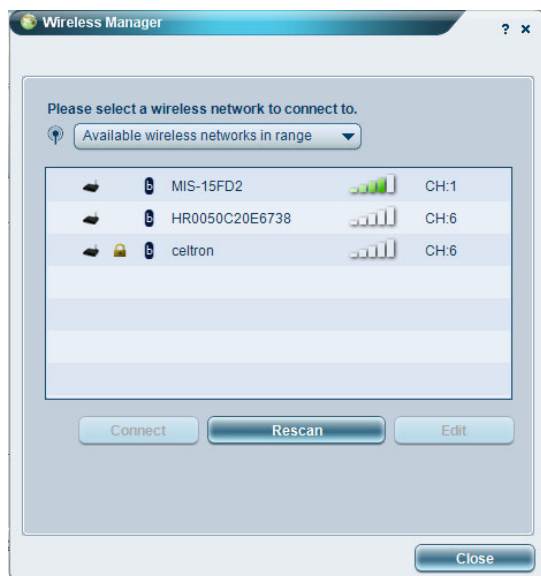 Wireless Manager
? x
Please select a wireless network to connect to.
Available wireless networks in range
b MIS-15FD2 CH:1
b HR0050C20E6738 CH:6
b celtron CH:6
Connect Rescan Edit
Close